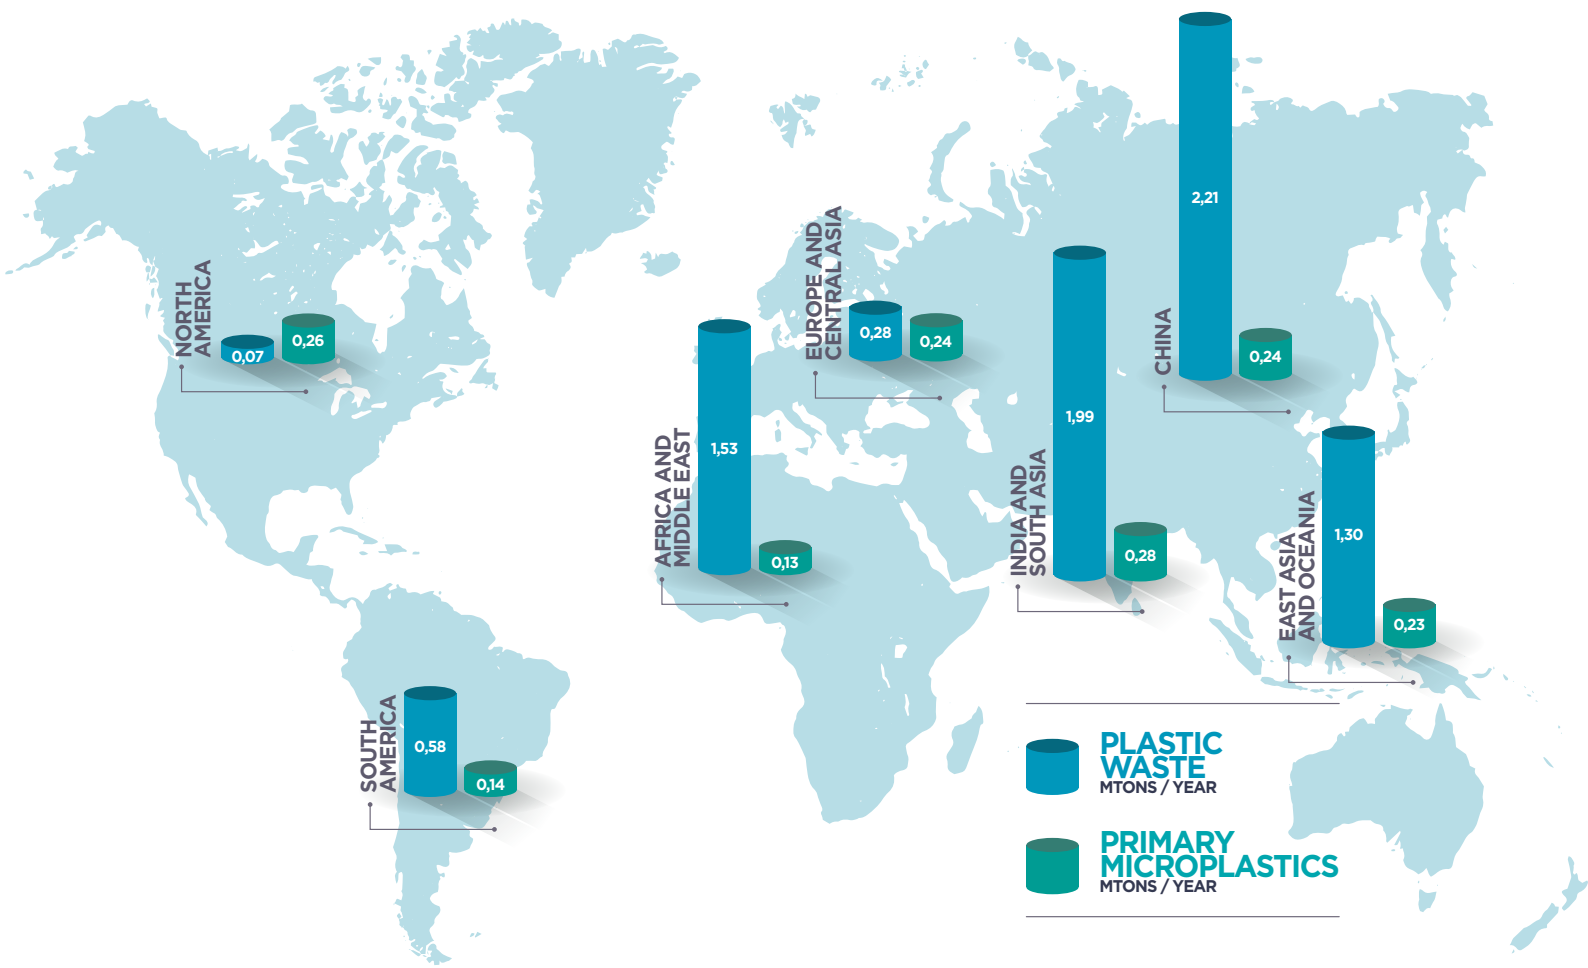 NORTH
AMERICA
0,07
0,26
SOUTH
AMERICA
0,58
0,14
AFRICA AND
MIDDLE EAST
1,53
0,13
EUROPE AND
CENTRAL ASIA
0,28
0,24
INDIA AND
SOUTH ASIA
1,99
0,28
CHINA
2,21
0,24
EAST ASIA
AND OCEANIA
1,30
0,23
PLASTIC
WASTE
MTONS / YEAR
PRIMARY
MICROPLASTICS
MTONS / YEAR